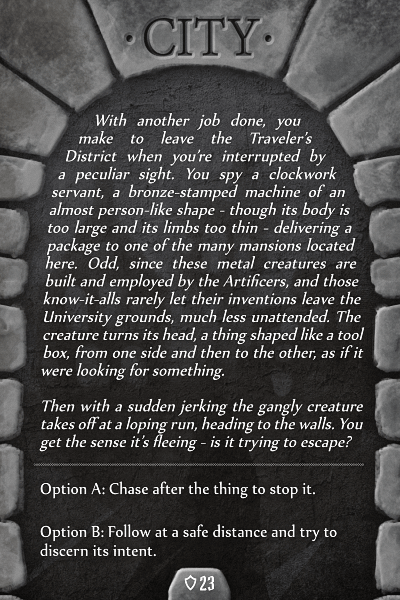 · CITY ·
With another job done, you
make to leave the Traveler's
District when you're interrupted by
a peculiar sight. You spy a clockwork
servant, a bronze-stamped machine of an
almost person-like shape - though its body is
too large and its limbs too thin - delivering a
package to one of the many mansions located
here. Odd, since these metal creatures are
built and employed by the Artificers, and those
know-it-alls rarely let their inventions leave the
University grounds, much less unattended. The
creature turns its head, a thing shaped like a tool
box, from one side and then to the other, as if it
were looking for something.
Then with a sudden jerking the gangly creature
takes off at a loping run, heading to the walls. You
get the sense it's fleeing - is it trying to escape?
Option A: Chase after the thing to stop it.
Option B: Follow at a safe distance and try to
discern its intent.
23